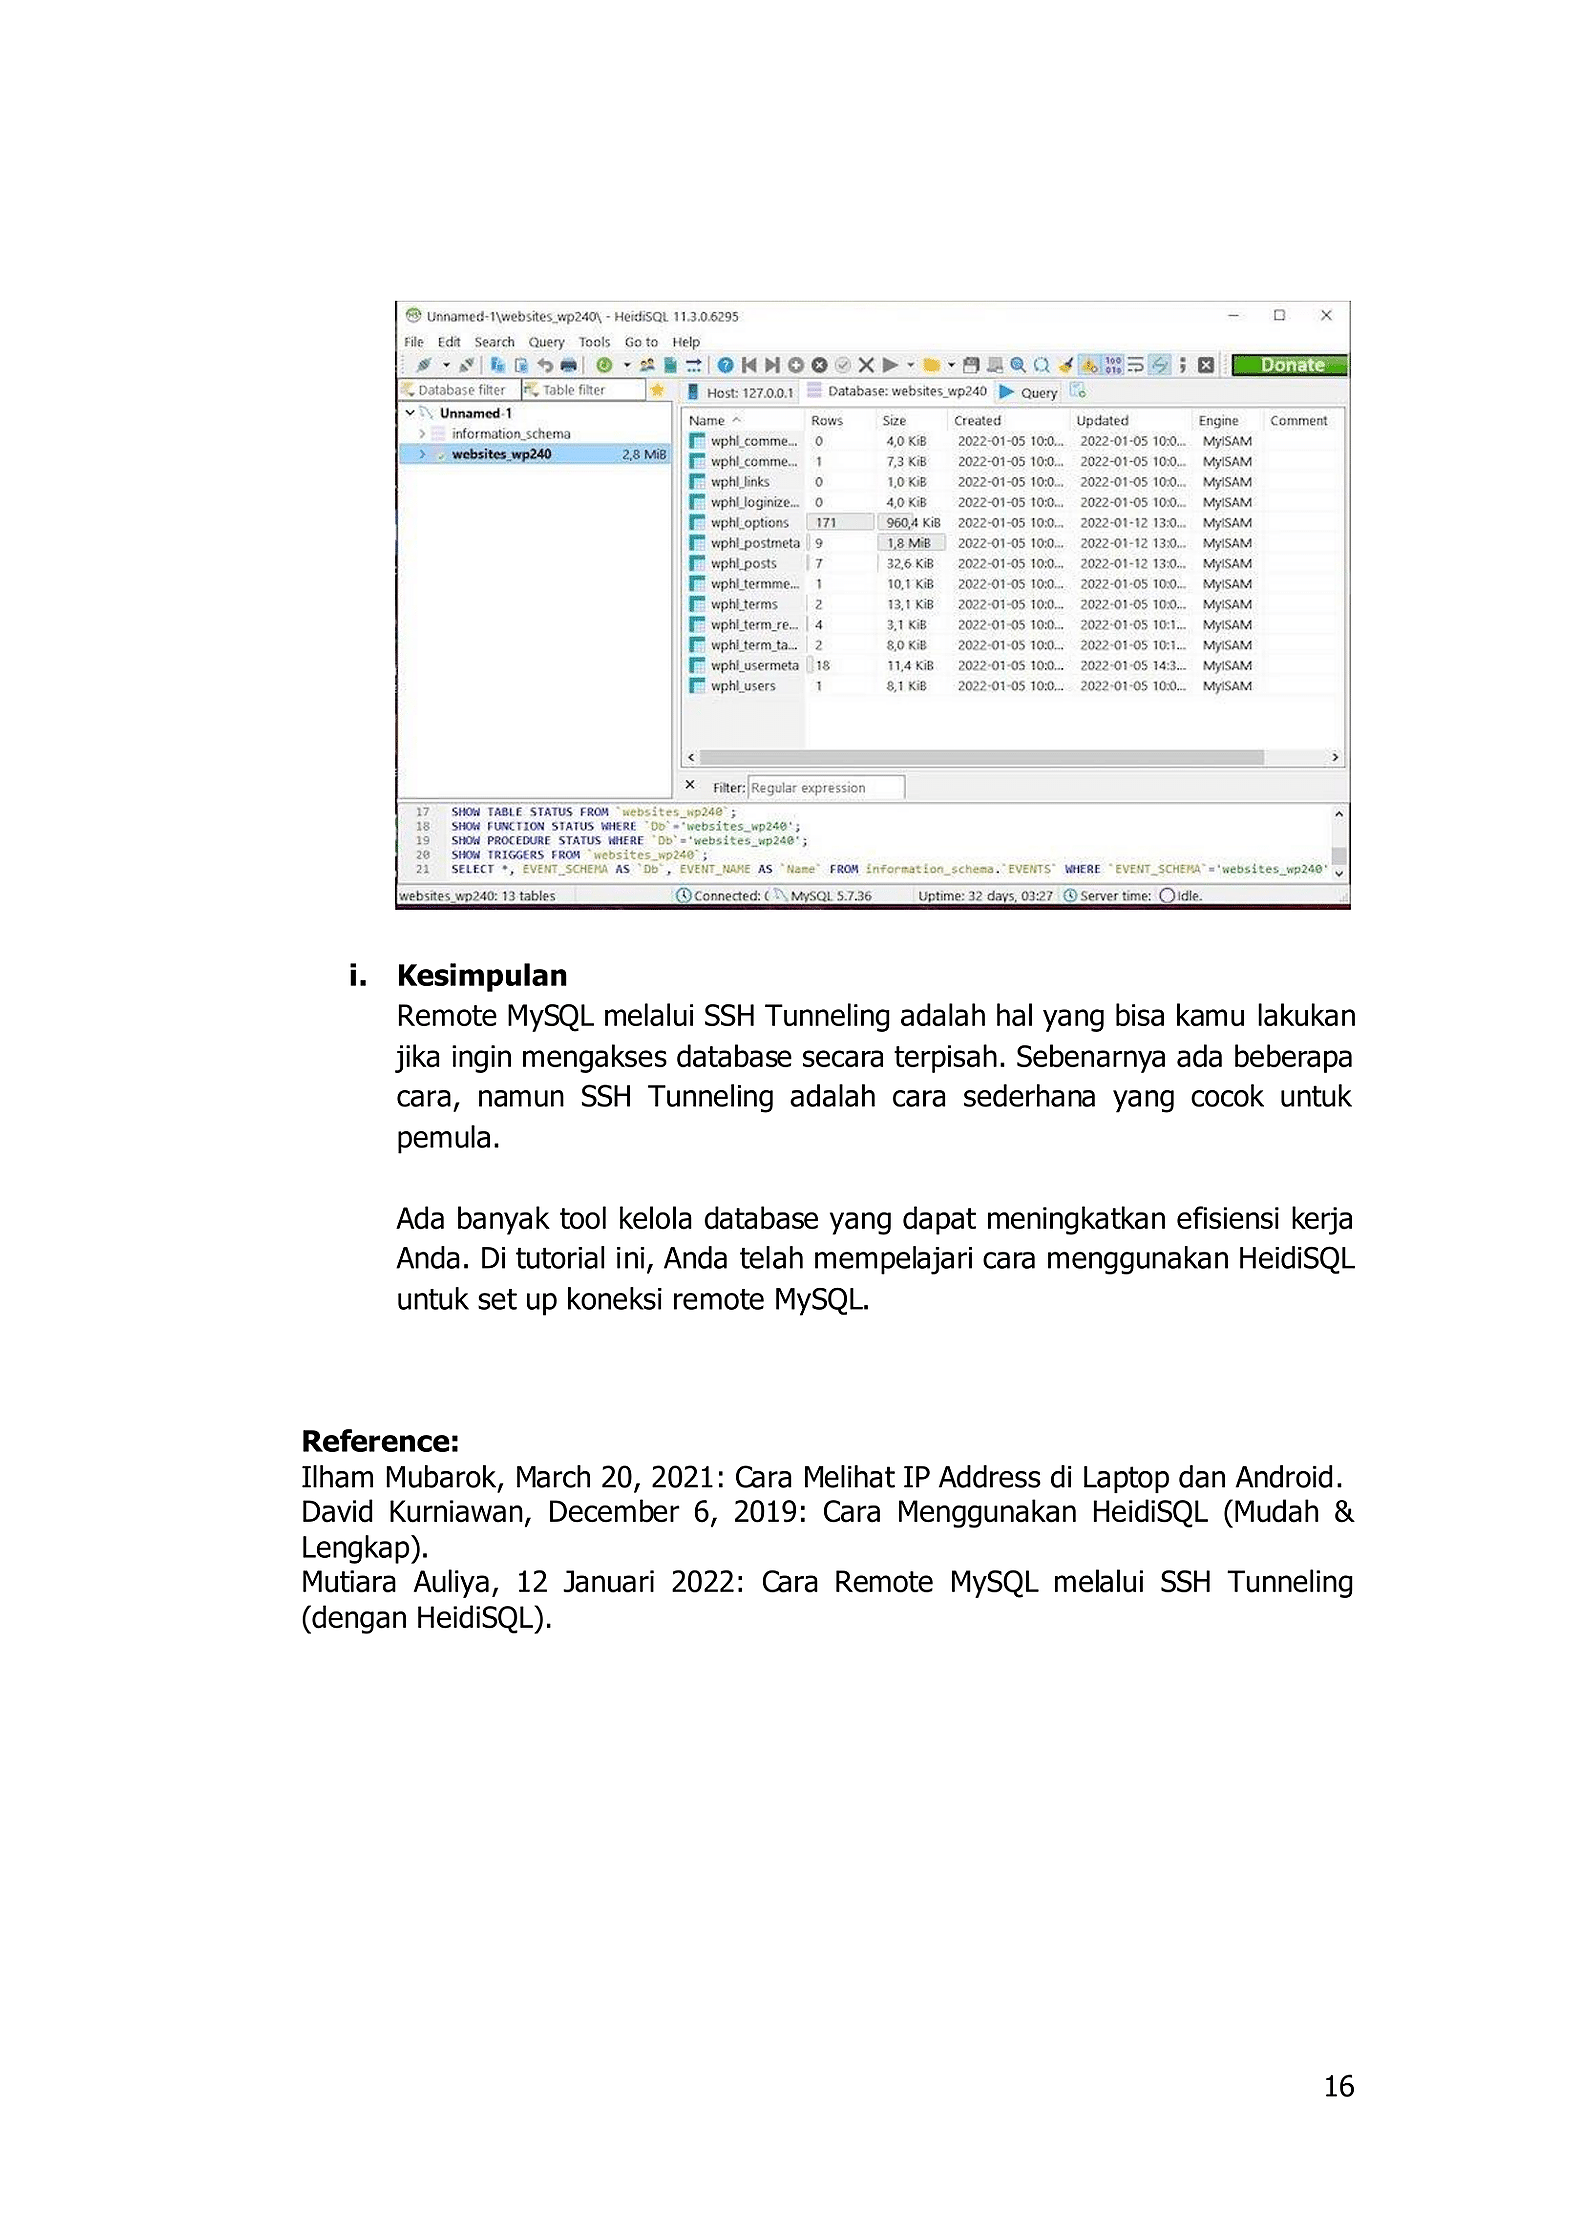 Unnamed-1\websites_wp240\ - HeidiSQL 11.3.0.6295
File Edit Search Query Tools Go to Help
Donate
Database filter Table filter Host: 127.0.0.1 Database: websites_wp240 Query
Unnamed-1
information_schema
websites_wp240 2,8 MiB
Name Rows Size Created Updated Engine Comment
wphl_comme... 0 4,0 KiB 2022-01-05 10:0... 2022-01-05 10:0... MyISAM
wphl_comme... 1 7,3 KiB 2022-01-05 10:0... 2022-01-05 10:0... MyISAM
wphl_links 0 1,0 KiB 2022-01-05 10:0... 2022-01-05 10:0... MyISAM
wphl_loginize... 0 4,0 KiB 2022-01-05 10:0... 2022-01-05 10:0... MyISAM
wphl_options 171 960,4 KiB 2022-01-05 10:0... 2022-01-12 13:0... MyISAM
wphl_postmeta 9 1,8 MiB 2022-01-05 10:0... 2022-01-12 13:0... MyISAM
wphl_posts 7 32,6 KiB 2022-01-05 10:0... 2022-01-12 13:0... MyISAM
wphl_termme... 1 10,1 KiB 2022-01-05 10:0... 2022-01-05 10:0... MyISAM
wphl_terms 2 13,1 KiB 2022-01-05 10:0... 2022-01-05 10:0... MyISAM
wphl_term_re... 4 3,1 KiB 2022-01-05 10:0... 2022-01-05 10:1... MyISAM
wphl_term_ta... 2 8,0 KiB 2022-01-05 10:0... 2022-01-05 10:1... MyISAM
wphl_usermeta 18 11,4 KiB 2022-01-05 10:0... 2022-01-05 14:3... MyISAM
wphl_users 1 8,1 KiB 2022-01-05 10:0... 2022-01-05 10:0... MyISAM
Filter: Regular expression
17 SHOW TABLE STATUS FROM `websites_wp240`;
18 SHOW FUNCTION STATUS WHERE `Db`='websites_wp240';
19 SHOW PROCEDURE STATUS WHERE `Db`='websites_wp240';
20 SHOW TRIGGERS FROM `websites_wp240`;
21 SELECT *, EVENT_SCHEMA AS `Db`, EVENT_NAME AS `Name` FROM information_schema.`EVENTS` WHERE `EVENT_SCHEMA`='websites_wp240'
websites_wp240: 13 tables Connected: ( MySQL 5.7.36 Uptime: 32 days, 03:27 Server time: Idle.
i. Kesimpulan
Remote MySQL melalui SSH Tunneling adalah hal yang bisa kamu lakukan
jika ingin mengakses database secara terpisah. Sebenarnya ada beberapa
cara, namun SSH Tunneling adalah cara sederhana yang cocok untuk
pemula.
Ada banyak tool kelola database yang dapat meningkatkan efisiensi kerja
Anda. Di tutorial ini, Anda telah mempelajari cara menggunakan HeidiSQL
untuk set up koneksi remote MySQL.
Reference:
Ilham Mubarok, March 20, 2021: Cara Melihat IP Address di Laptop dan Android.
David Kurniawan, December 6, 2019: Cara Menggunakan HeidiSQL (Mudah &
Lengkap).
Mutiara Auliya, 12 Januari 2022: Cara Remote MySQL melalui SSH Tunneling
(dengan HeidiSQL).
16